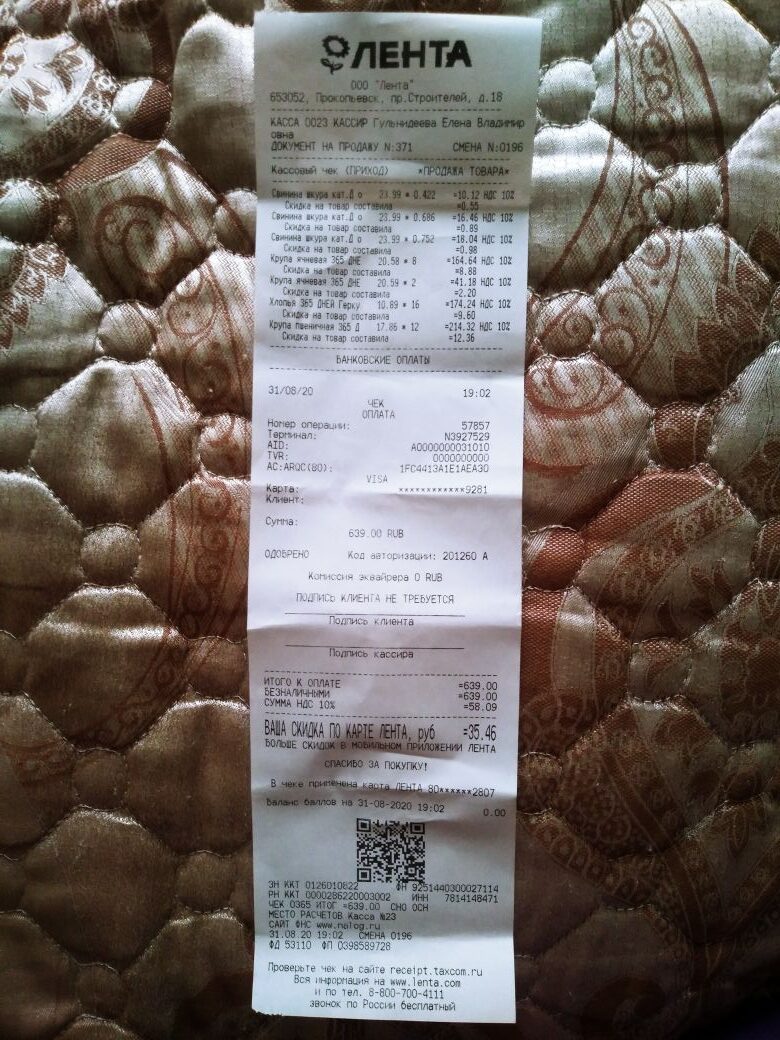 ЛЕНТА
ООО "Лента"
653052, Прокопьевск, пр.Строителей, д.18
КАССА 0023 КАССИР Гульнидеева Елена Владимир
овна
ДОКУМЕНТ НА ПРОДАЖУ N:371 СМЕНА N:0196
Кассовый чек (ПРИХОД) *ПРОДАЖА ТОВАРА*
Свинина шкура кат.Д о 23.99 * 0.422 =10.12 НДС 10%
Скидка на товар составила =0.55
Свинина шкура кат.Д о 23.99 * 0.686 =16.46 НДС 10%
Скидка на товар составила =0.89
Свинина шкура кат.Д о 23.99 * 0.752 =18.04 НДС 10%
Скидка на товар составила =0.98
Крупа ячневая 365 ДНЕ 20.58 * 8 =164.64 НДС 10%
Скидка на товар составила =8.88
Крупа ячневая 365 ДНЕ 20.59 * 2 =41.18 НДС 10%
Скидка на товар составила =2.20
Хлопья 365 ДНЕЙ Герку 10.89 * 16 =174.24 НДС 10%
Скидка на товар составила =9.60
Крупа пшеничная 365 Д 17.86 * 12 =214.32 НДС 10%
Скидка на товар составила =12.36
БАНКОВСКИЕ ОПЛАТЫ
31/08/20 19:02
ЧЕК
ОПЛАТА
Номер операции: 57857
Терминал: N3927529
AID: A0000000031010
TVR: 0000000000
AC:ARQC(80): 1FC4413A1E1AEA30
VISA
Карта: ************9281
Клиент:
Сумма:
639.00 RUB
ОДОБРЕНО Код авторизации: 201260 A
Комиссия эквайрера 0 RUB
ПОДПИСЬ КЛИЕНТА НЕ ТРЕБУЕТСЯ
Подпись клиента
Подпись кассира
ИТОГО К ОПЛАТЕ =639.00
БЕЗНАЛИЧНЫМИ =639.00
СУММА НДС 10% =58.09
ВАША СКИДКА ПО КАРТЕ ЛЕНТА, руб =35.46
БОЛЬШЕ СКИДОК В МОБИЛЬНОМ ПРИЛОЖЕНИИ ЛЕНТА
СПАСИБО ЗА ПОКУПКУ!
В чеке применена карта ЛЕНТА 80******2807
Баланс баллов на 31-08-2020 19:02 0.00
ЗН ККТ 0126010822 ФН 9251440300027114
РН ККТ 0000286220003002 ИНН 7814148471
ЧЕК 0365 ИТОГ =639.00 СНО ОСН
МЕСТО РАСЧЕТОВ Касса №23
САЙТ ФНС www.nalog.ru
31.08.20 19:02 СМЕНА 0196
ФД 53110 ФП 0398589728
Проверьте чек на сайте receipt.taxcom.ru
Вся информация на www.lenta.com
и по тел. 8-800-700-4111
звонок по России бесплатный